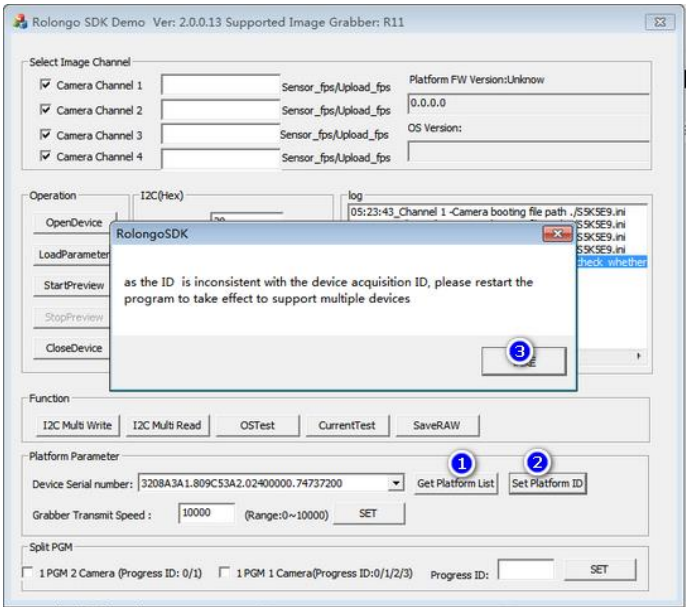 Rolongo SDK Demo Ver: 2.0.0.13 Supported Image Grabber: R11
Select Image Channel
Camera Channel 1
Sensor_fps/Upload_fps
Camera Channel 2
Sensor_fps/Upload_fps
Camera Channel 3
Sensor_fps/Upload_fps
Camera Channel 4
Sensor_fps/Upload_fps
Platform FW Version:Unknow
0.0.0.0
OS Version:
Operation
OpenDevice
LoadParameter
StartPreview
StopPreview
CloseDevice
I2C(Hex)
log
05:23:43_Channel 1 -Camera booting file path ./S5K5E9.ini
S5K5E9.ini
S5K5E9.ini
check whether
RolongoSDK
as the ID is inconsistent with the device acquisition ID, please restart the
program to take effect to support multiple devices
3
Function
I2C Multi Write I2C Multi Read OSTest CurrentTest SaveRAW
Platform Parameter
1 2
Device Serial number: 3208A3A1.809C53A2.02400000.74737200 Get Platform List Set Platform ID
Grabber Transmit Speed : 10000 (Range:0~10000) SET
Split PGM
1 PGM 2 Camera (Progress ID: 0/1) 1 PGM 1 Camera(Progress ID:0/1/2/3) Progress ID: SET